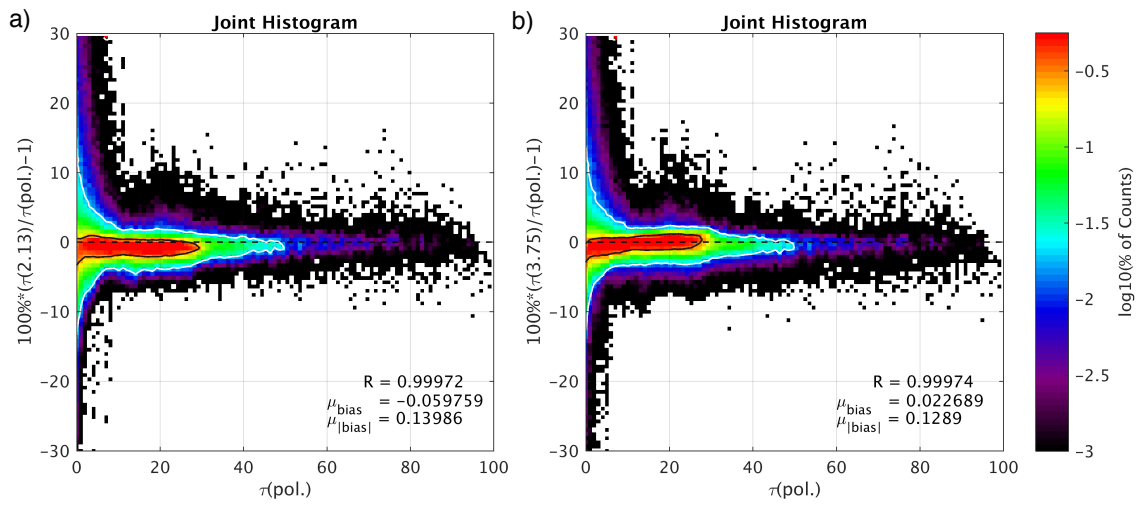 a)
Joint Histogram
100%*(τ(2.13)/τ(pol.)−1)
30
20
10
0
−10
−20
−30
R = 0.99972
μbias = −0.059759
μ|bias| = 0.13986
0 20 40 60 80 100
τ(pol.)
b)
Joint Histogram
100%*(τ(3.75)/τ(pol.)−1)
30
20
10
0
−10
−20
−30
R = 0.99974
μbias = 0.022689
μ|bias| = 0.1289
0 20 40 60 80 100
τ(pol.)
−0.5
−1
−1.5
−2
−2.5
−3
log10(% of Counts)